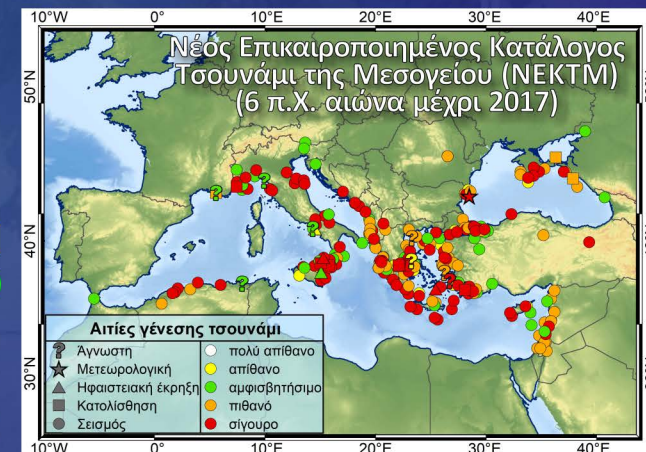 10°W 0° 10°E 20°E 30°E 40°E
Νέος Επικαιροποιημένος Κατάλογος
Τσουνάμι της Μεσογείου (ΝΕΚΤΜ)
(6 π.Χ. αιώνα μέχρι 2017)
50°N
40°N
30°N
Αιτίες γένεσης τσουνάμι
? Άγνωστη
Μετεωρολογική
Ηφαιστειακή έκρηξη
Κατολίσθηση
Σεισμός
πολύ απίθανο
απίθανο
αμφισβητήσιμο
πιθανό
σίγουρο
10°W 0° 10°E 20°E 30°E 40°E